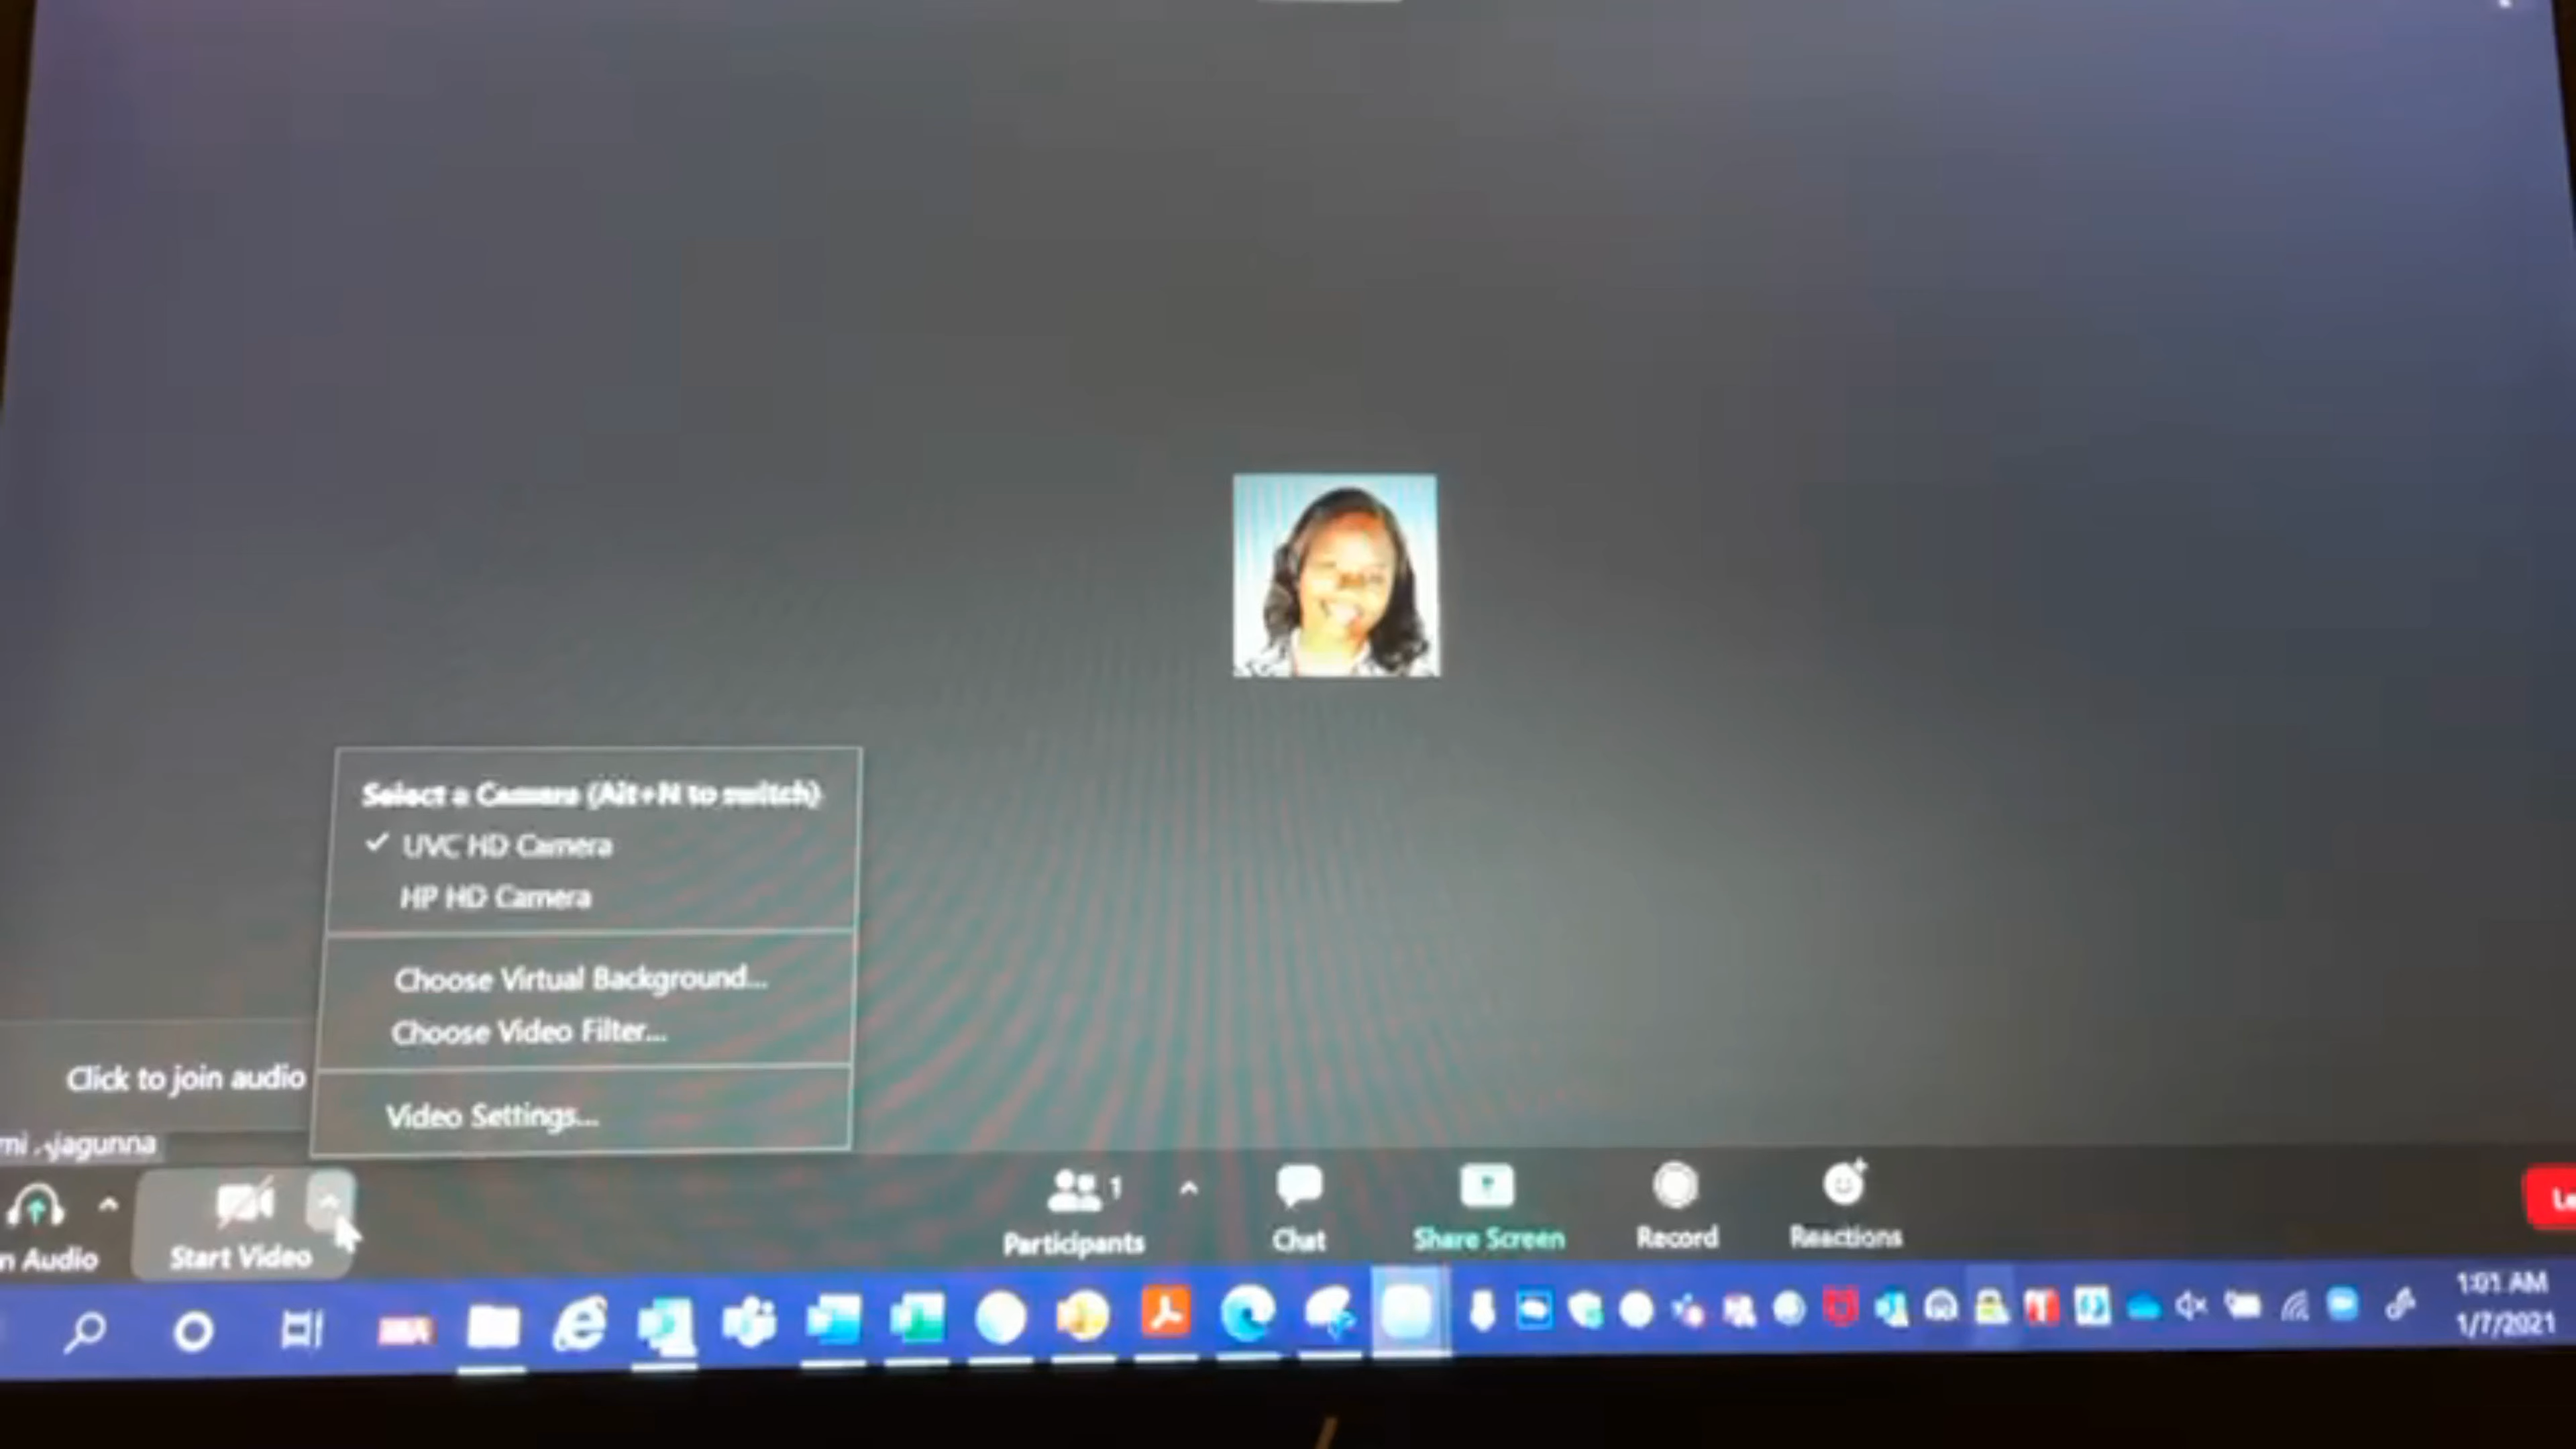 Select a Camera (Alt+N to switch)
UVC HD Camera
HP HD Camera
Choose Virtual Background...
Choose Video Filter...
Video Settings...
Click to join audio
jagunna
n Audio
Start Video
1
Participants
Chat
Share Screen
Record
Reactions
Le
1:01 AM
1/7/2021